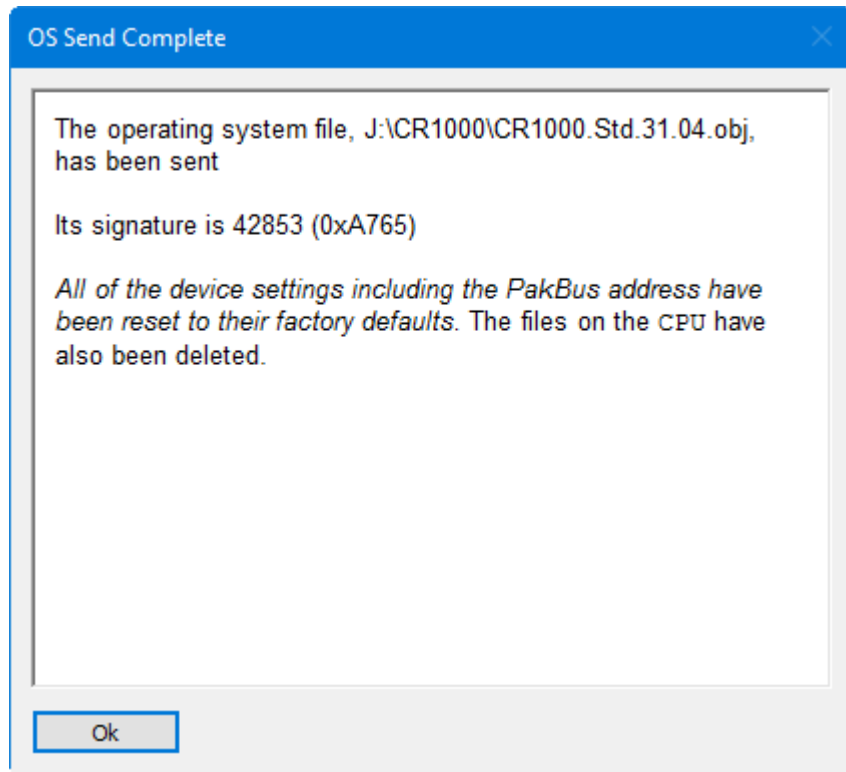 OS Send Complete
The operating system file, J:\CR1000\CR1000.Std.31.04.obj,
has been sent
Its signature is 42853 (0xA765)
All of the device settings including the PakBus address have
been reset to their factory defaults. The files on the CPU have
also been deleted.
Ok